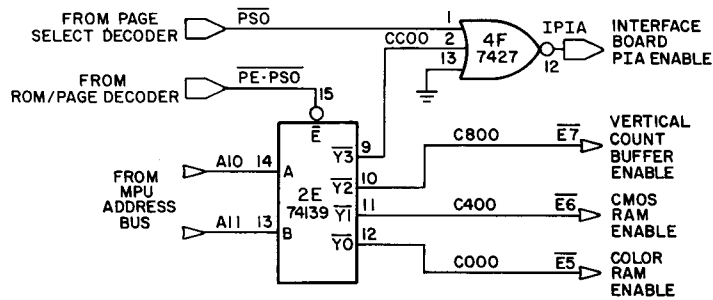 FROM PAGE
SELECT DECODER
PS0
1
CC00
2
13
4F
7427
IPIA
12
INTERFACE
BOARD
PIA ENABLE
FROM
ROM/PAGE DECODER
PE·PS0
15
E
FROM
MPU
ADDRESS
BUS
A10
14
A
A11
13
B
2E
74139
Y3
9
Y2
10
C800
E7
VERTICAL
COUNT
BUFFER
ENABLE
Y1
11
C400
E6
CMOS
RAM
ENABLE
Y0
12
C000
E5
COLOR
RAM
ENABLE